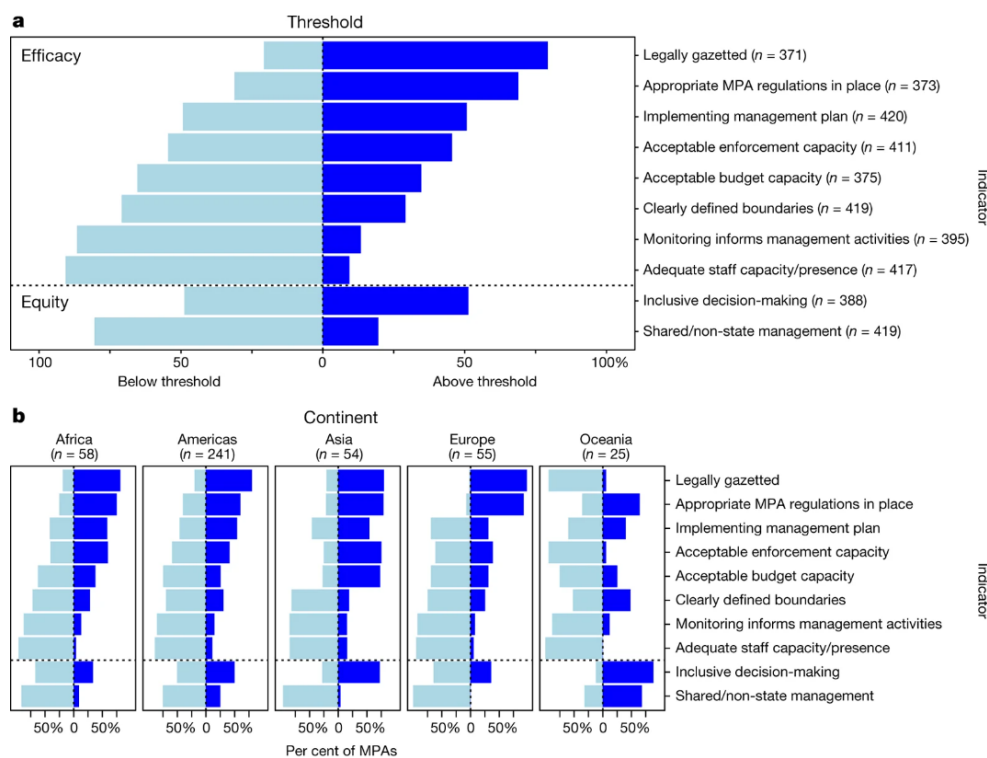 a
Threshold
Efficacy
Legally gazetted (n = 371)
Appropriate MPA regulations in place (n = 373)
Implementing management plan (n = 420)
Acceptable enforcement capacity (n = 411)
Acceptable budget capacity (n = 375)
Clearly defined boundaries (n = 419)
Monitoring informs management activities (n = 395)
Adequate staff capacity/presence (n = 417)
Equity
Inclusive decision-making (n = 388)
Shared/non-state management (n = 419)
Indicator
100 50 0 50 100%
Below threshold Above threshold
b
Continent
Africa
(n = 58)
Americas
(n = 241)
Asia
(n = 54)
Europe
(n = 55)
Oceania
(n = 25)
Legally gazetted
Appropriate MPA regulations in place
Implementing management plan
Acceptable enforcement capacity
Acceptable budget capacity
Clearly defined boundaries
Monitoring informs management activities
Adequate staff capacity/presence
Inclusive decision-making
Shared/non-state management
Indicator
50% 0 50% 50% 0 50% 50% 0 50% 50% 0 50% 50% 0 50%
Per cent of MPAs